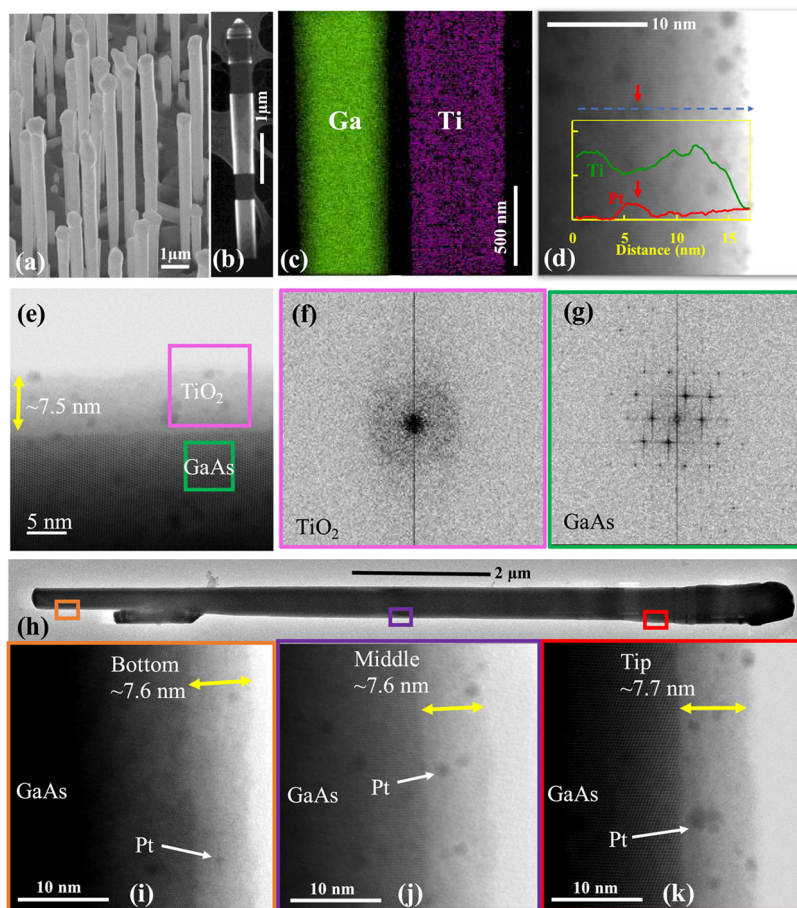 (a)
1μm
(b)
1μm
(c)
Ga
Ti
500 nm
(d)
10 nm
Ti
Pt
0
5
10
15
Distance (nm)
(e)
TiO2
~7.5 nm
GaAs
5 nm
(f)
TiO2
(g)
GaAs
(h)
2 μm
Bottom
~7.6 nm
GaAs
Pt
10 nm
(i)
Middle
~7.6 nm
Pt
GaAs
10 nm
(j)
Tip
~7.7 nm
GaAs
Pt
10 nm
(k)